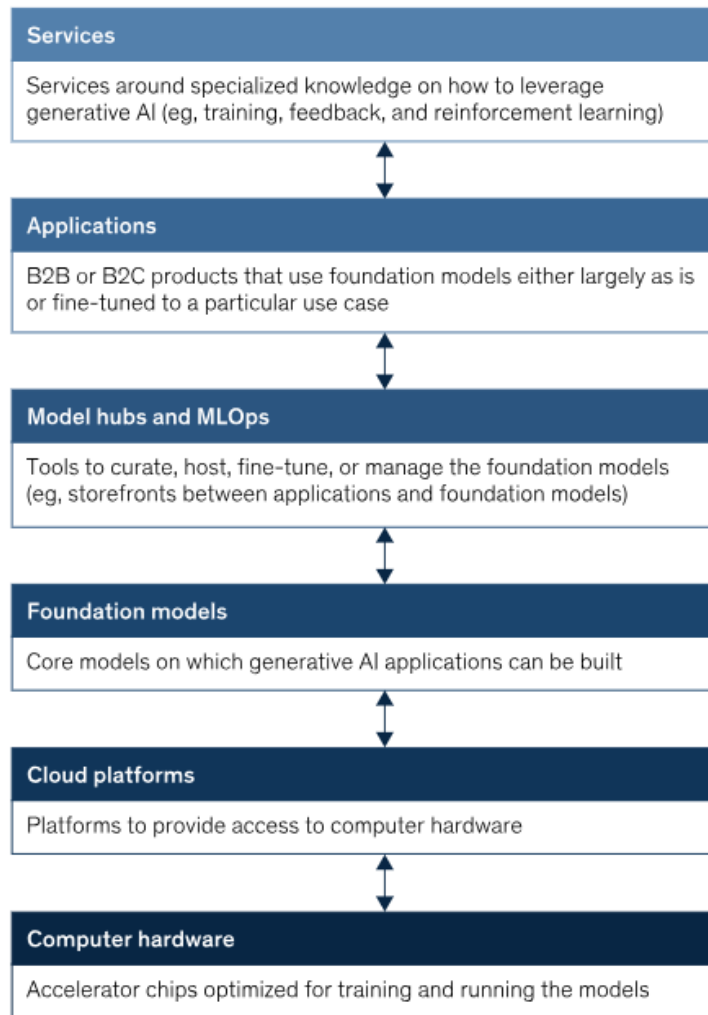 Services
Services around specialized knowledge on how to leverage
generative AI (eg, training, feedback, and reinforcement learning)
Applications
B2B or B2C products that use foundation models either largely as is
or fine-tuned to a particular use case
Model hubs and MLOps
Tools to curate, host, fine-tune, or manage the foundation models
(eg, storefronts between applications and foundation models)
Foundation models
Core models on which generative AI applications can be built
Cloud platforms
Platforms to provide access to computer hardware
Computer hardware
Accelerator chips optimized for training and running the models